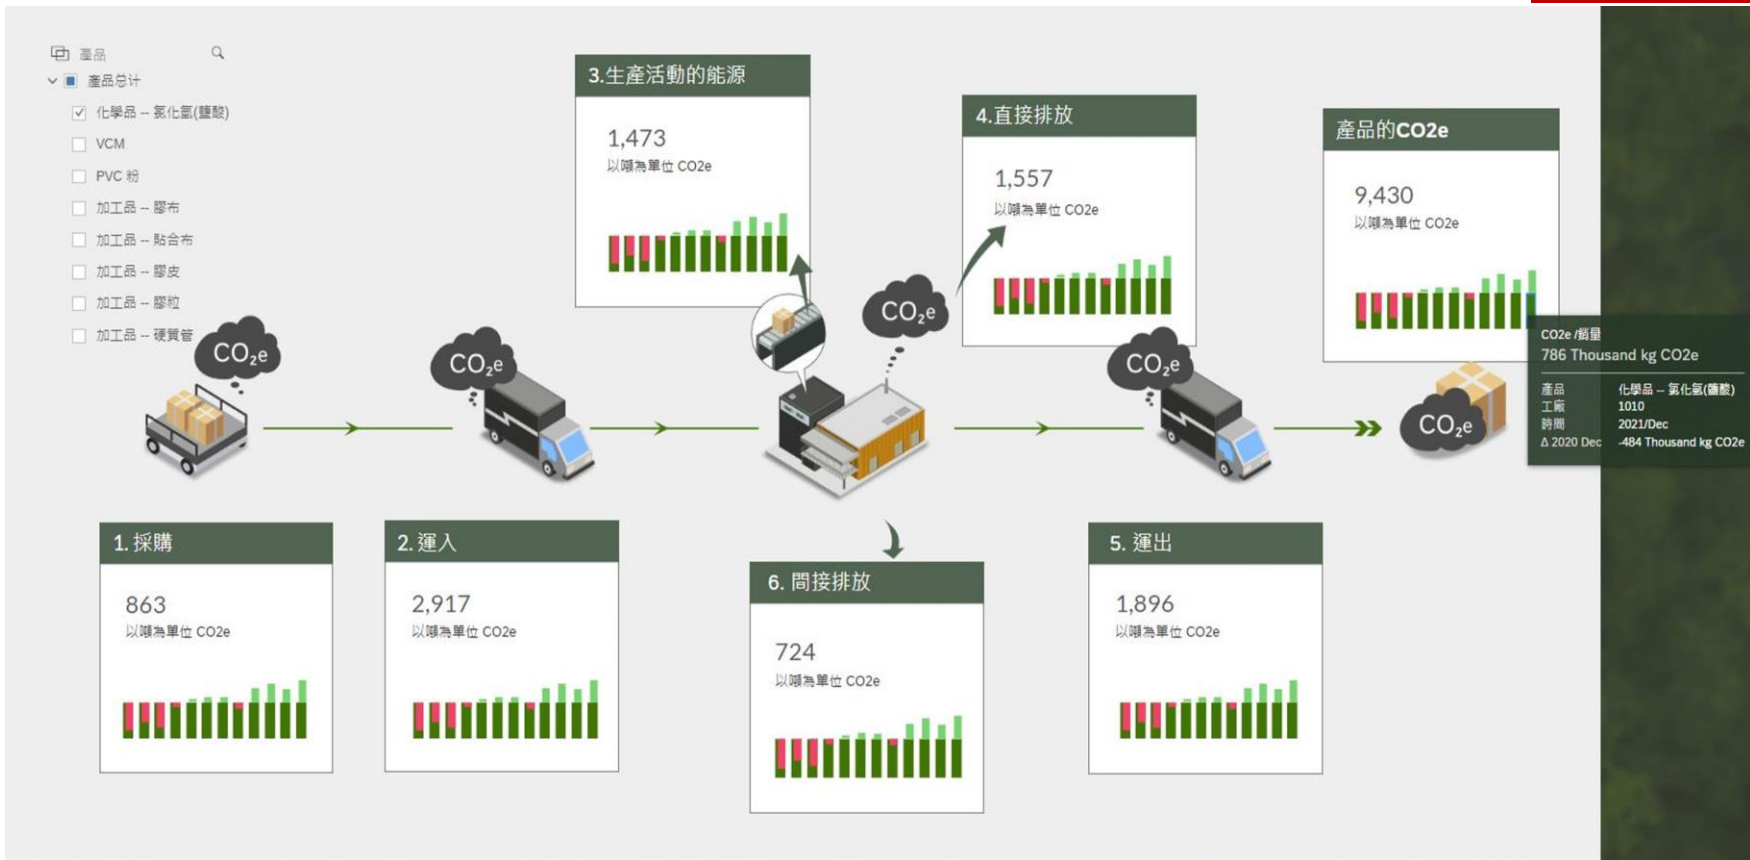 產品
產品总计
化學品 -- 氯化氫(鹽酸)
VCM
PVC 粉
加工品 -- 膠布
加工品 -- 貼合布
加工品 -- 膠皮
加工品 -- 膠粒
加工品 -- 硬質管
3.生產活動的能源
1,473
以噸為單位 CO2e
4.直接排放
1,557
以噸為單位 CO2e
產品的CO2e
9,430
以噸為單位 CO2e
CO2e /銷量
786 Thousand kg CO2e
產品 化學品 -- 氯化氫(鹽酸)
工廠 1010
時間 2021/Dec
Δ 2020 Dec -484 Thousand kg CO2e
CO₂e
CO₂e
CO₂e
CO₂e
CO₂e
1. 採購
863
以噸為單位 CO2e
2. 運入
2,917
以噸為單位 CO2e
6. 間接排放
724
以噸為單位 CO2e
5. 運出
1,896
以噸為單位 CO2e